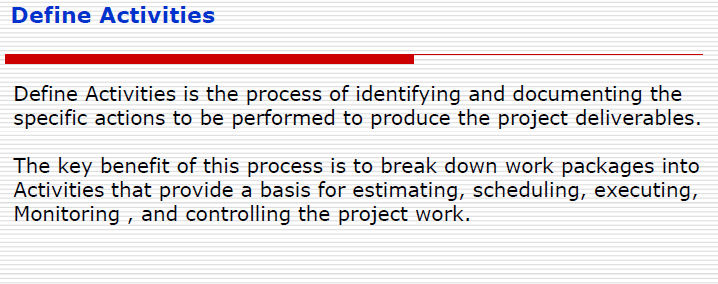 Define Activities
Define Activities is the process of identifying and documenting the
specific actions to be performed to produce the project deliverables.
The key benefit of this process is to break down work packages into
Activities that provide a basis for estimating, scheduling, executing,
Monitoring , and controlling the project work.